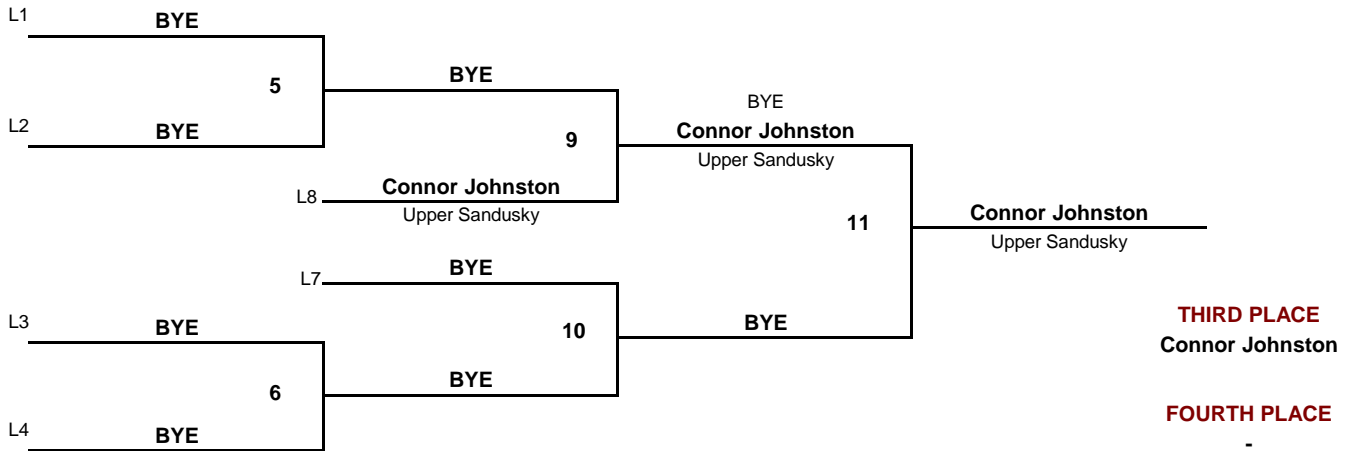 L1
BYE
5
BYE
L2
BYE
9
BYE
Connor Johnston
Upper Sandusky
L8
Connor Johnston
Upper Sandusky
11
Connor Johnston
Upper Sandusky
L7
BYE
L3
BYE
10
BYE
6
BYE
L4
BYE
THIRD PLACE
Connor Johnston
FOURTH PLACE
-